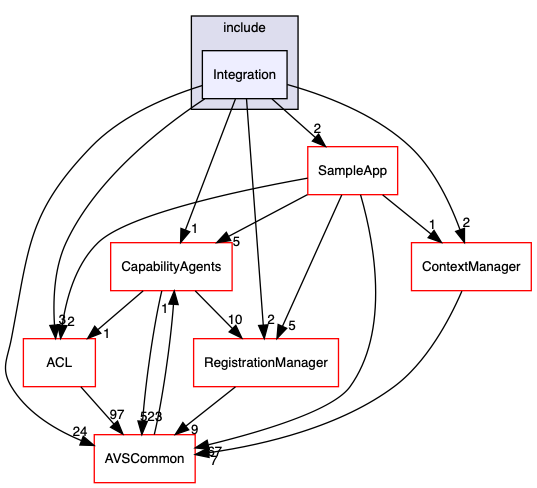 include
Integration
2
SampleApp
1
5
1
2
CapabilityAgents
ContextManager
3
2
1
1
10
2
5
ACL
RegistrationManager
97
523
9
24
67
7
AVSCommon